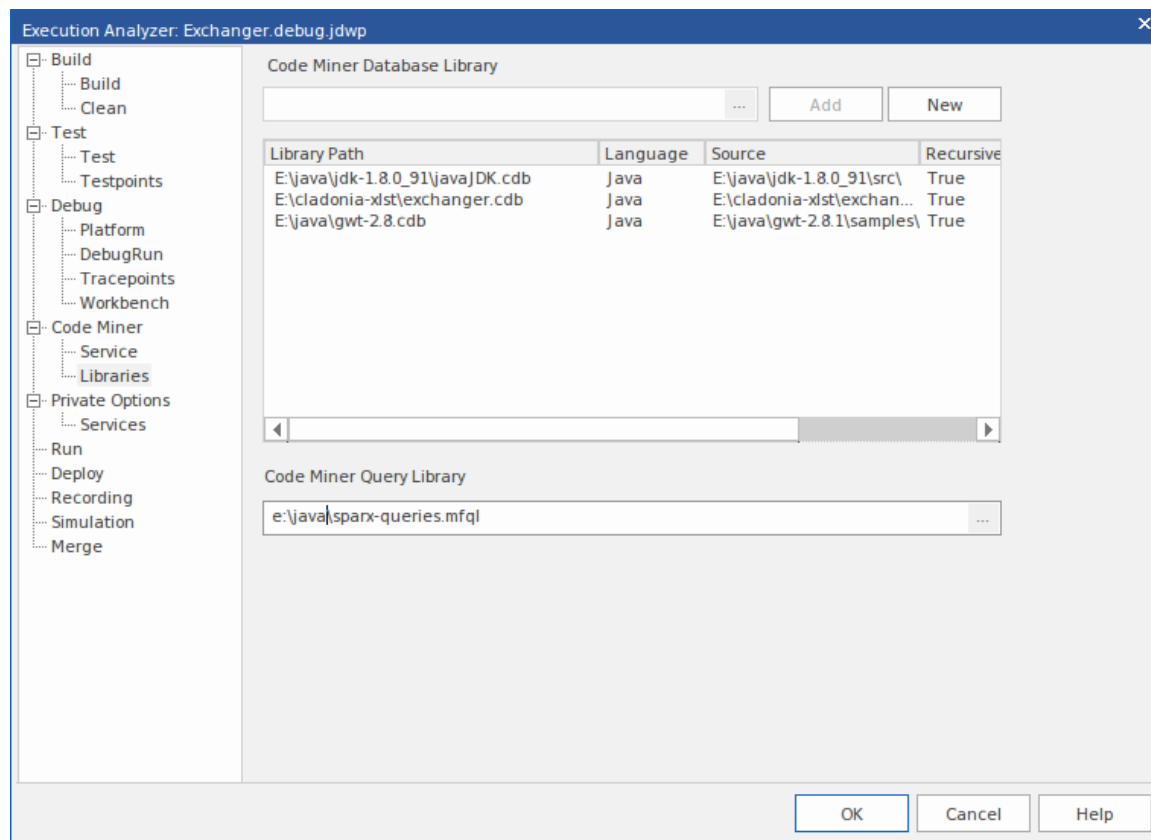 Execution Analyzer: Exchanger.debug.jdwp
Build
Build
Clean
Test
Test
Testpoints
Debug
Platform
DebugRun
Tracepoints
Workbench
Code Miner
Service
Libraries
Private Options
Services
Run
Deploy
Recording
Simulation
Merge
Code Miner Database Library
... Add New
Library Path Language Source Recursive
E:\java\jdk-1.8.0_91\javaJDK.cdb Java E:\java\jdk-1.8.0_91\src\ True
E:\cladonia-xlst\exchanger.cdb Java E:\cladonia-xlst\exchan... True
E:\java\gwt-2.8.cdb Java E:\java\gwt-2.8.1\samples\ True
Code Miner Query Library
e:\java\sparx-queries.mfql ...
OK Cancel Help